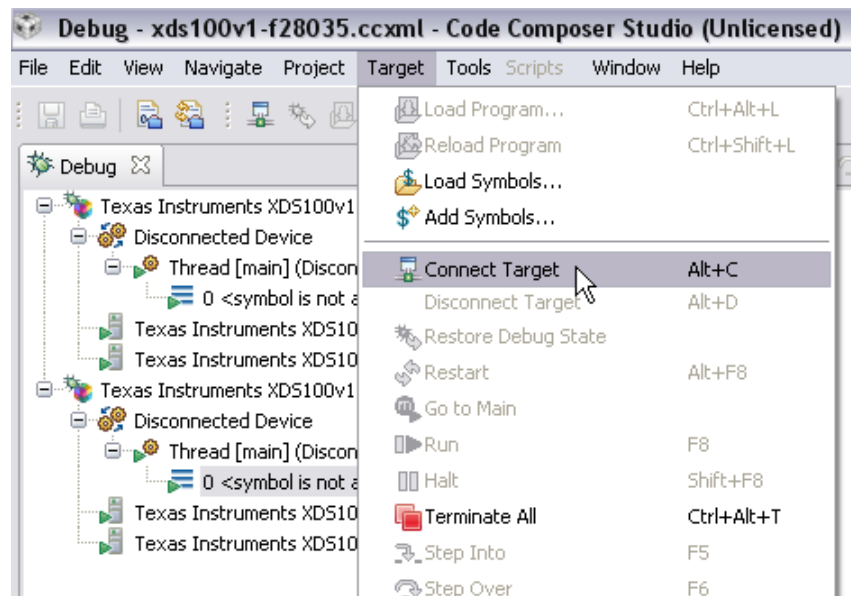 Debug - xds100v1-f28035.ccxml - Code Composer Studio (Unlicensed)
File Edit View Navigate Project Target Tools Scripts Window Help
Debug
Texas Instruments XDS100v1
Disconnected Device
Thread [main] (Discon
0 <symbol is not a
Texas Instruments XDS10
Texas Instruments XDS10
Texas Instruments XDS100v1
Disconnected Device
Thread [main] (Discon
0 <symbol is not a
Texas Instruments XDS10
Texas Instruments XDS10
Load Program... Ctrl+Alt+L
Reload Program Ctrl+Shift+L
Load Symbols...
Add Symbols...
Connect Target Alt+C
Disconnect Target Alt+D
Restore Debug State
Restart Alt+F8
Go to Main
Run F8
Halt Shift+F8
Terminate All Ctrl+Alt+T
Step Into F5
Step Over F6